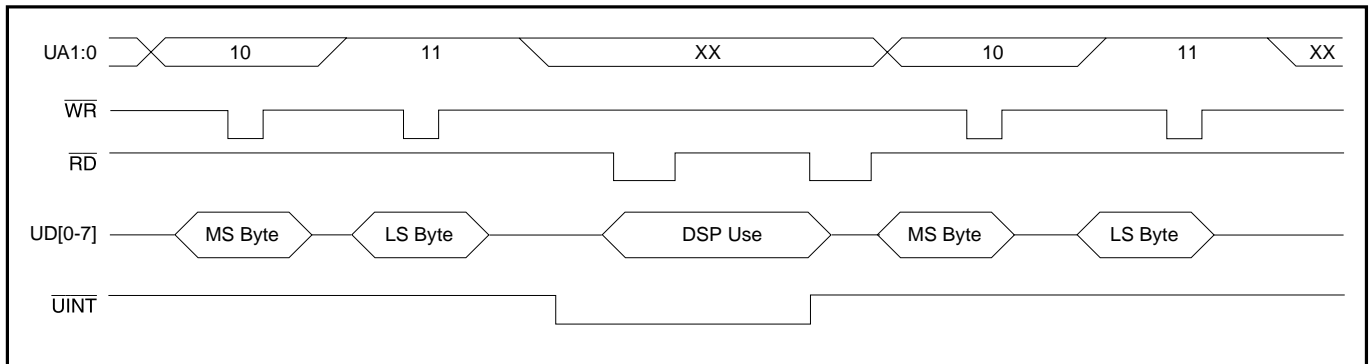 UA1:0 10 11 XX 10 11 XX
WR
RD
UD[0-7] MS Byte LS Byte DSP Use MS Byte LS Byte
UINT